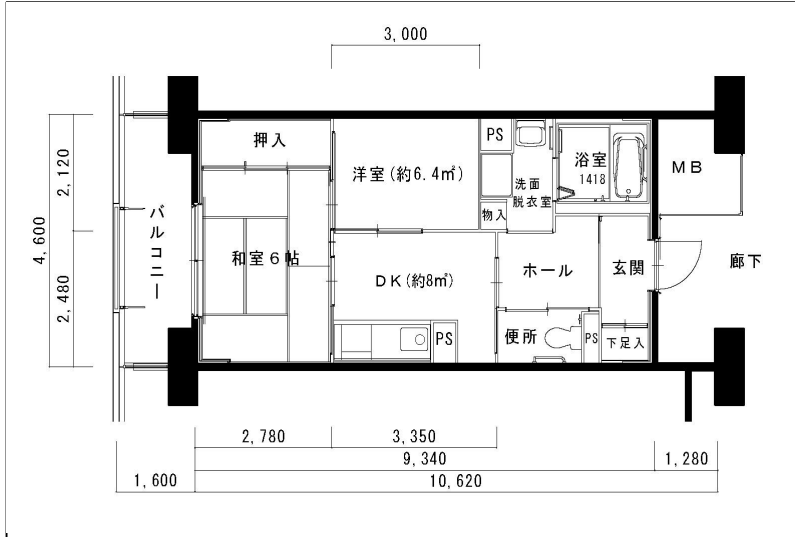 3,000
押入
PS
洋室(約6.4㎡)
洗面
脱衣室
浴室
1418
MB
物入
2,120
4,600
2,480
バルコニー
和室6帖
DK(約8㎡)
ホール
玄関
廊下
PS
便所
PS
下足入
2,780
3,350
9,340
1,280
1,600
10,620